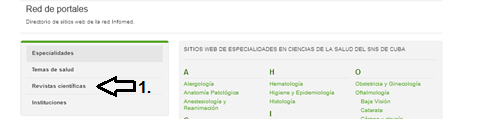 Red de portales
Directorio de sitios web de la red Infomed.
Especialidades
Temas de salud
Revistas científicas
1.
Instituciones
SITIOS WEB DE ESPECIALIDADES EN CIENCIAS DE LA SALUD DEL SNS DE CUBA
A
Alergología
Anatomía Patológica
Anestesiología y
Reanimación
H
Hematología
Higiene y Epidemiología
Histología
I
O
Obstetricia y Ginecología
Oftalmología
Baja Visión
Catarata